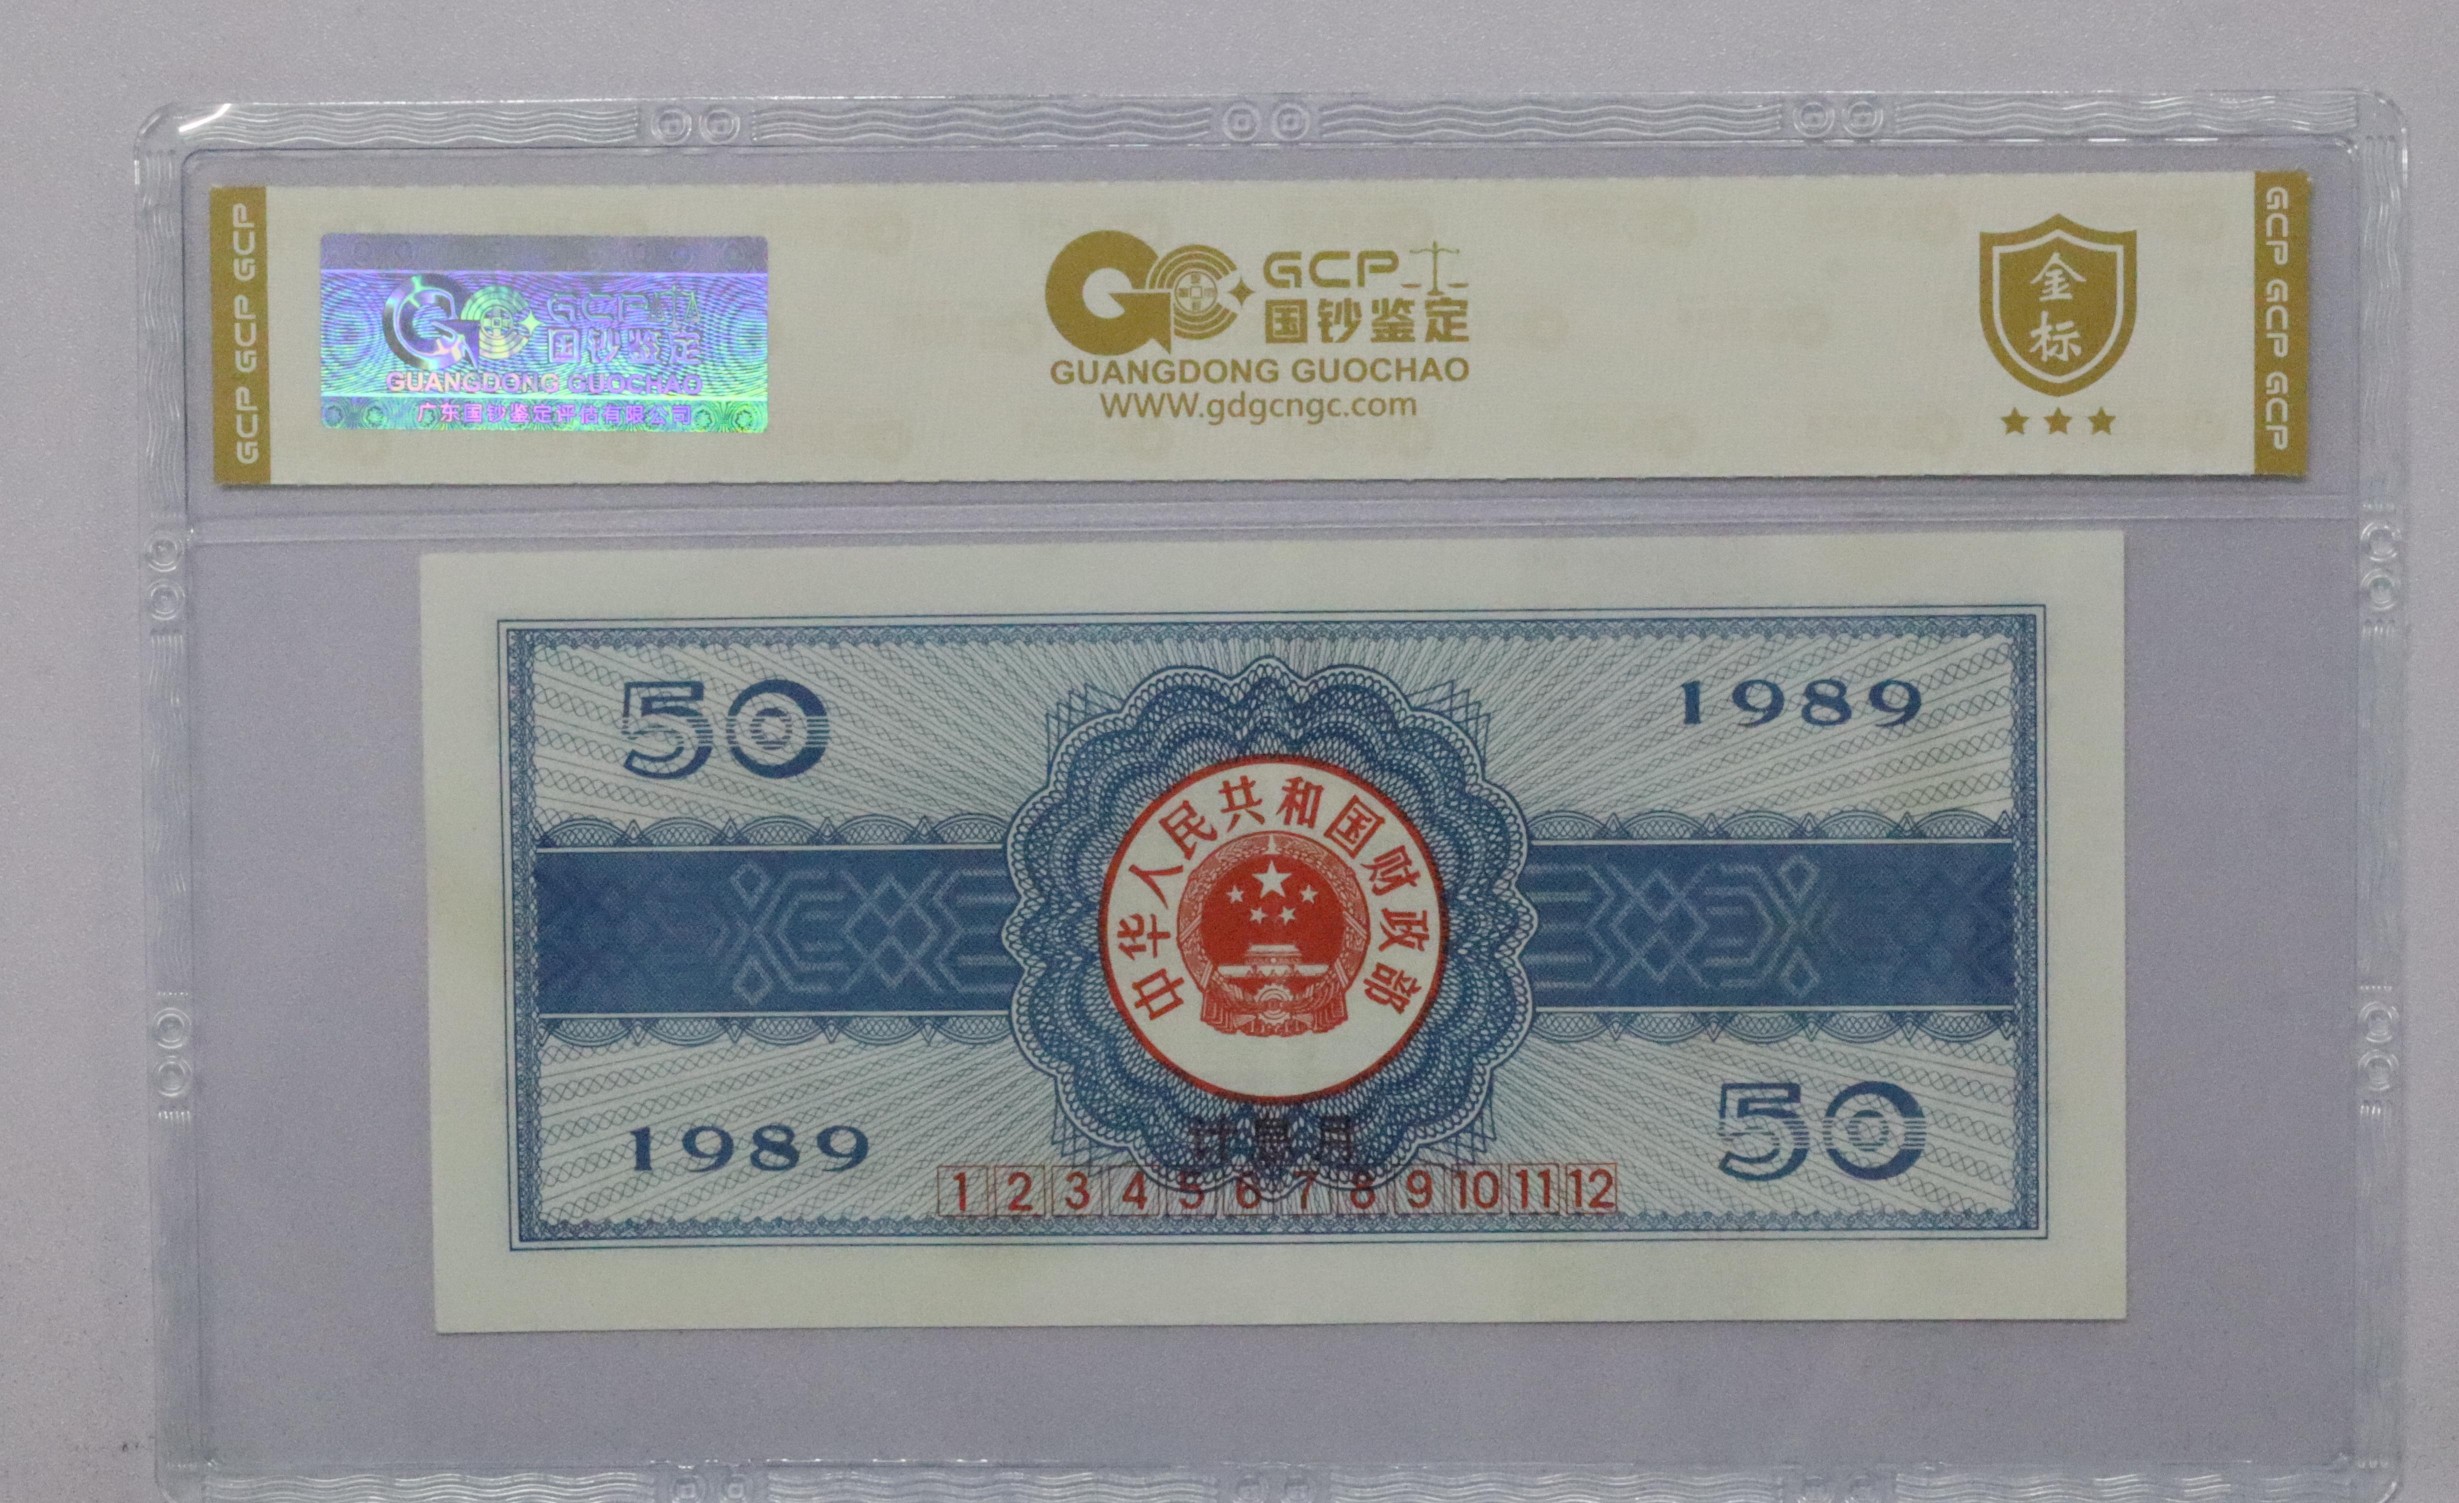 GCP GCP GCP
GCP
国钞鉴定
GUANGDONG GUOCHAO
广东国钞鉴定评估有限公司
GCP
国钞鉴定
GUANGDONG GUOCHAO
WWW.gdgcngc.com
金
标
GCP GCP GCP
50
1989
中华人民共和国财政部
1989
50
计息月
1 2 3 4 5 6 7 8 9 10 11 12